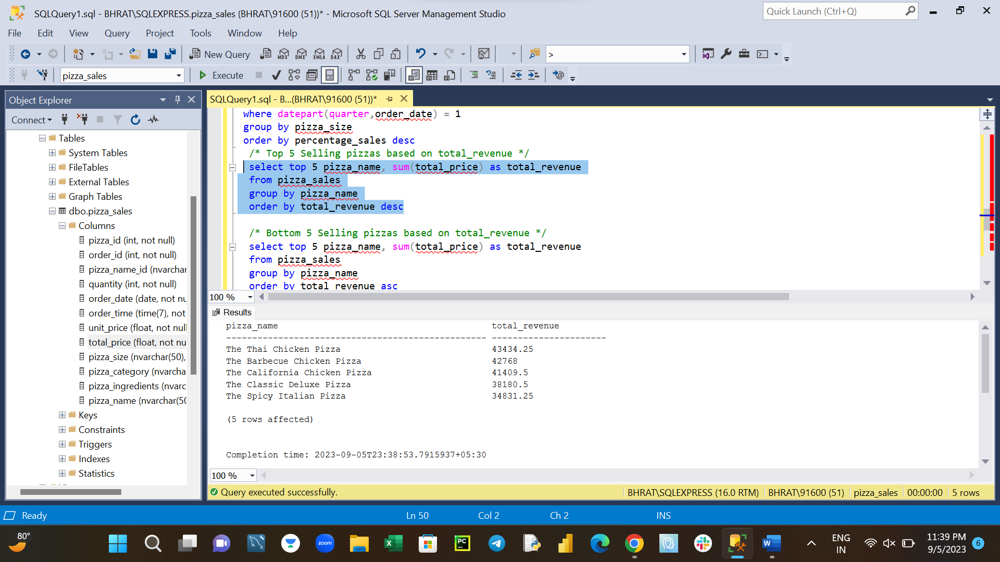 SQLQuery1.sql - BHRAT\SQLEXPRESS.pizza_sales (BHRAT\91600 (51))* - Microsoft SQL Server Management Studio
Quick Launch (Ctrl+Q)
File Edit View Query Project Tools Window Help
New Query MDX DMX XMLA DAX >
pizza_sales Execute
Object Explorer
Connect
Tables
System Tables
FileTables
External Tables
Graph Tables
dbo.pizza_sales
Columns
pizza_id (int, not null)
order_id (int, not null)
pizza_name_id (nvarchar
quantity (int, not null)
order_date (date, not nu
order_time (time(7), not
unit_price (float, not null
total_price (float, not nu
pizza_size (nvarchar(50),
pizza_category (nvarcha
pizza_ingredients (nvarc
pizza_name (nvarchar(50
Keys
Constraints
Triggers
Indexes
Statistics
SQLQuery1.sql - B...(BHRAT\91600 (51))*
where datepart(quarter,order_date) = 1
group by pizza_size
order by percentage_sales desc
/* Top 5 Selling pizzas based on total_revenue */
select top 5 pizza_name, sum(total_price) as total_revenue
from pizza_sales
group by pizza_name
order by total_revenue desc
/* Bottom 5 Selling pizzas based on total_revenue */
select top 5 pizza_name, sum(total_price) as total_revenue
from pizza_sales
group by pizza_name
order by total_revenue asc
100 %
Results
pizza_name total_revenue
-------------------------------------------------- ----------------------
The Thai Chicken Pizza 43434.25
The Barbecue Chicken Pizza 42768
The California Chicken Pizza 41409.5
The Classic Deluxe Pizza 38180.5
The Spicy Italian Pizza 34831.25
(5 rows affected)
Completion time: 2023-09-05T23:38:53.7915937+05:30
100 %
Query executed successfully. BHRAT\SQLEXPRESS (16.0 RTM) BHRAT\91600 (51) pizza_sales 00:00:00 5 rows
Ready Ln 50 Col 2 Ch 2 INS
80°
zoom
PC
ENG
IN
11:39 PM
9/5/2023
6